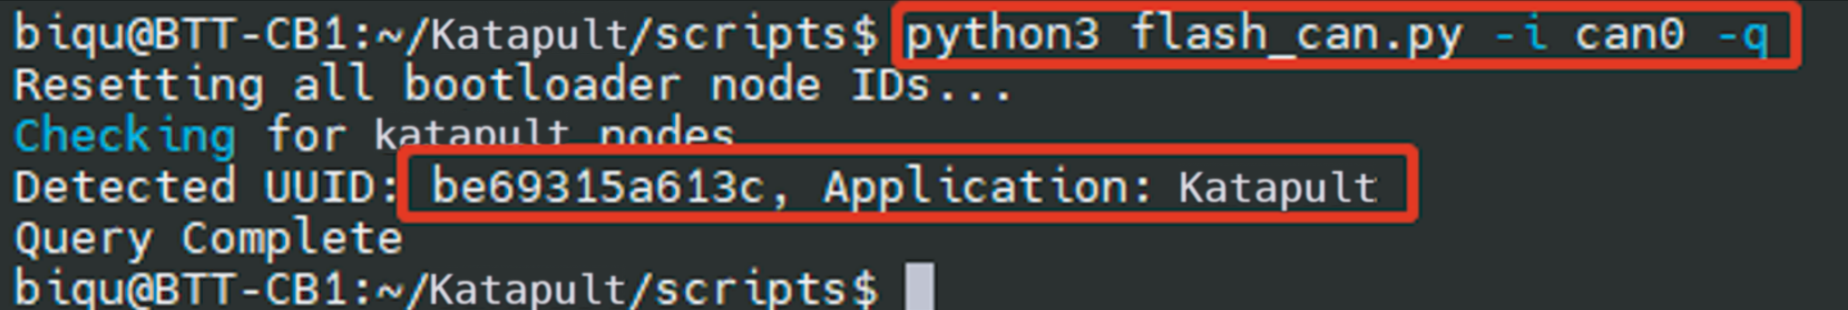 biqu@BTT-CB1:~/Katapult/scripts$ python3 flash_can.py -i can0 -q
Resetting all bootloader node IDs...
Checking for katapult nodes
Detected UUID: be69315a613c, Application: Katapult
Query Complete
biqu@BTT-CB1:~/Katapult/scripts$